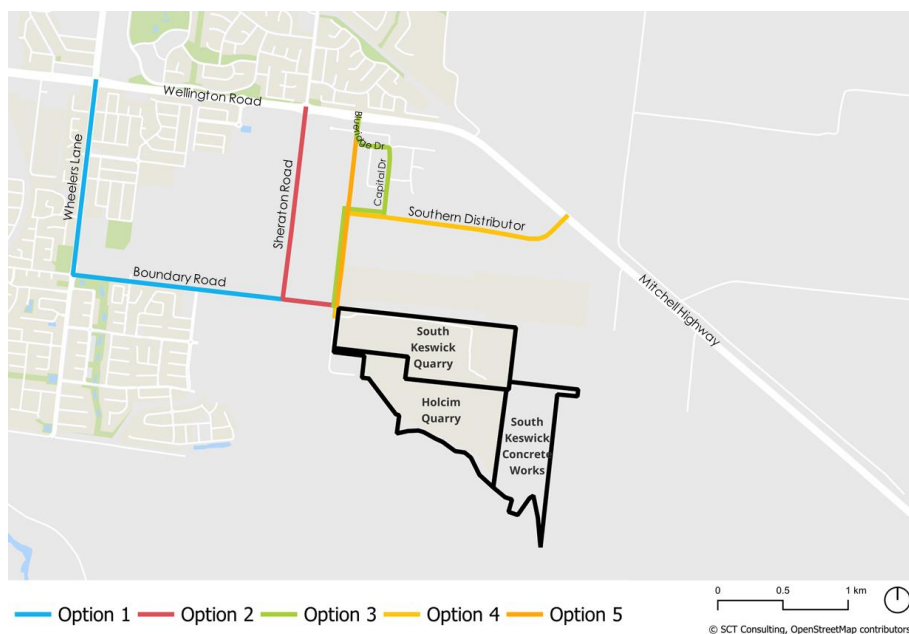 Wellington Road
Blueridge Dr
Wheelers Lane
Sheraton Road
Capital Dr
Southern Distributor
Boundary Road
Mitchell Highway
South
Keswick
Quarry
Holcim
Quarry
South
Keswick
Concrete
Works
Option 1
Option 2
Option 3
Option 4
Option 5
0 0.5 1 km
© SCT Consulting, OpenStreetMap contributors